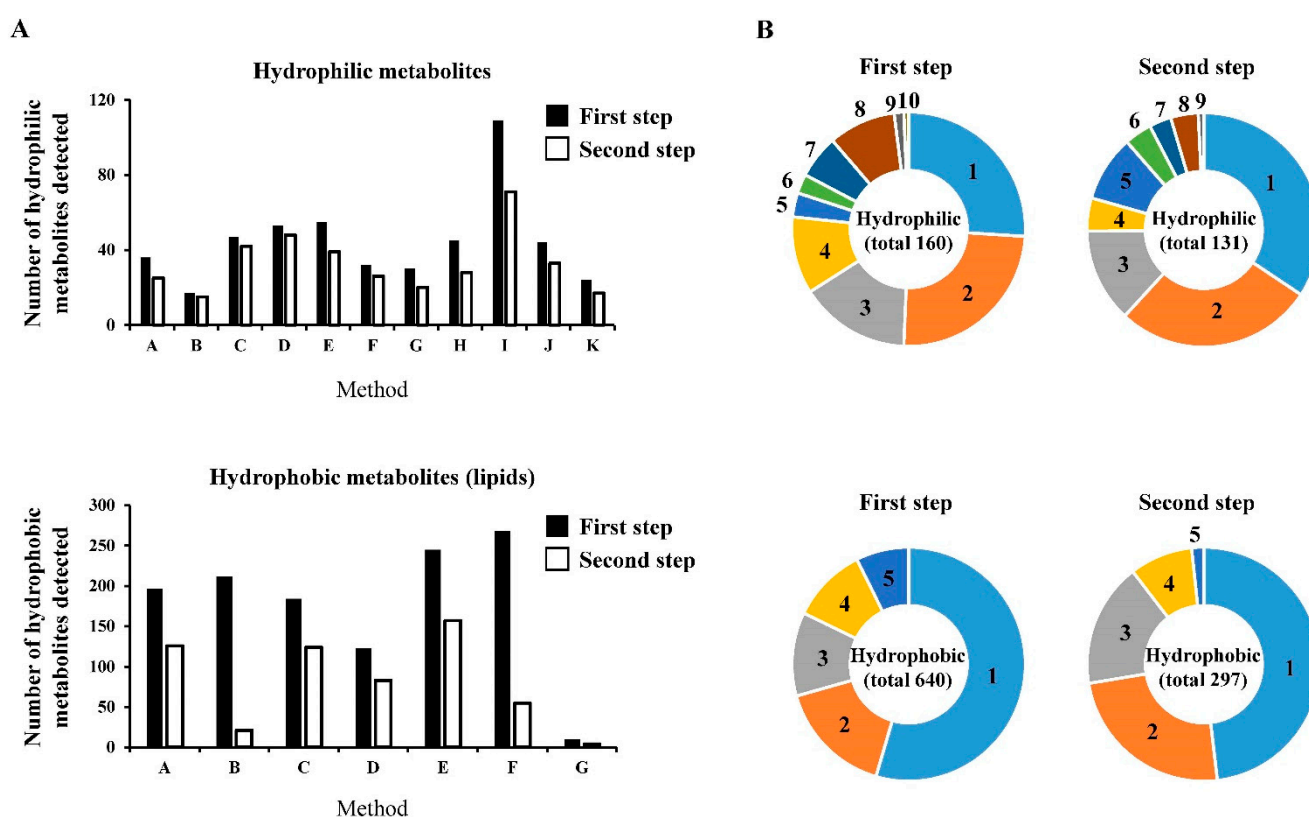 A
Hydrophilic metabolites
Number of hydrophilic
metabolites detected
120
80
40
0
First step
Second step
A B C D E F G H I J K
Method
Hydrophobic metabolites (lipids)
Number of hydrophobic
metabolites detected
300
250
200
150
100
50
0
First step
Second step
A B C D E F G
Method
B
First step
1
2
3
4
5
6
7
8
9
10
Hydrophilic
(total 160)
Second step
1
2
3
4
5
6
7
8
9
Hydrophilic
(total 131)
First step
1
2
3
4
5
Hydrophobic
(total 640)
Second step
1
2
3
4
5
Hydrophobic
(total 297)